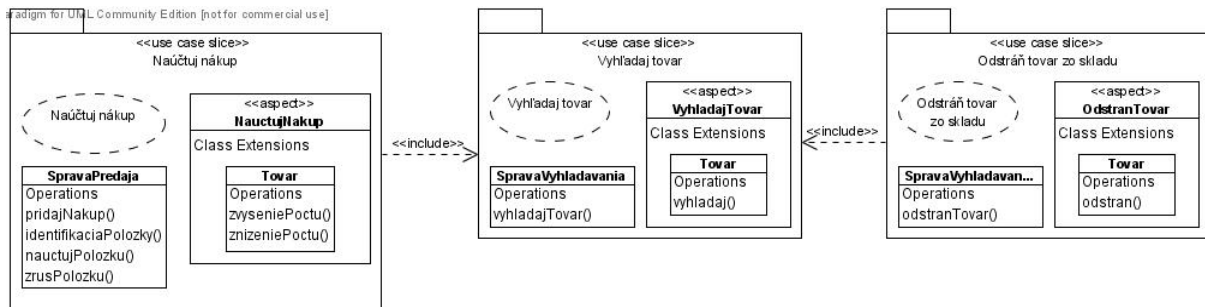 aradigm for UML Community Edition [not for commercial use]
<<use case slice>>
Naúčtuj nákup
Naúčtuj nákup
<<aspect>>
NauctujNakup
Class Extensions
Tovar
Operations
zvyseniePoctu()
znizeniePoctu()
SpravaPredaja
Operations
pridajNakup()
identifikaciaPolozky()
nauctujPolozku()
zrusPolozku()
<<include>>
<<use case slice>>
Vyhľadaj tovar
Vyhľadaj tovar
<<aspect>>
VyhladajTovar
Class Extensions
Tovar
Operations
vyhladaj()
SpravaVyhladavania
Operations
vyhladajTovar()
<<include>>
<<use case slice>>
Odstráň tovar zo skladu
Odstráň tovar
zo skladu
<<aspect>>
OdstranTovar
Class Extensions
Tovar
Operations
odstran()
SpravaVyhladavan...
Operations
odstranTovar()